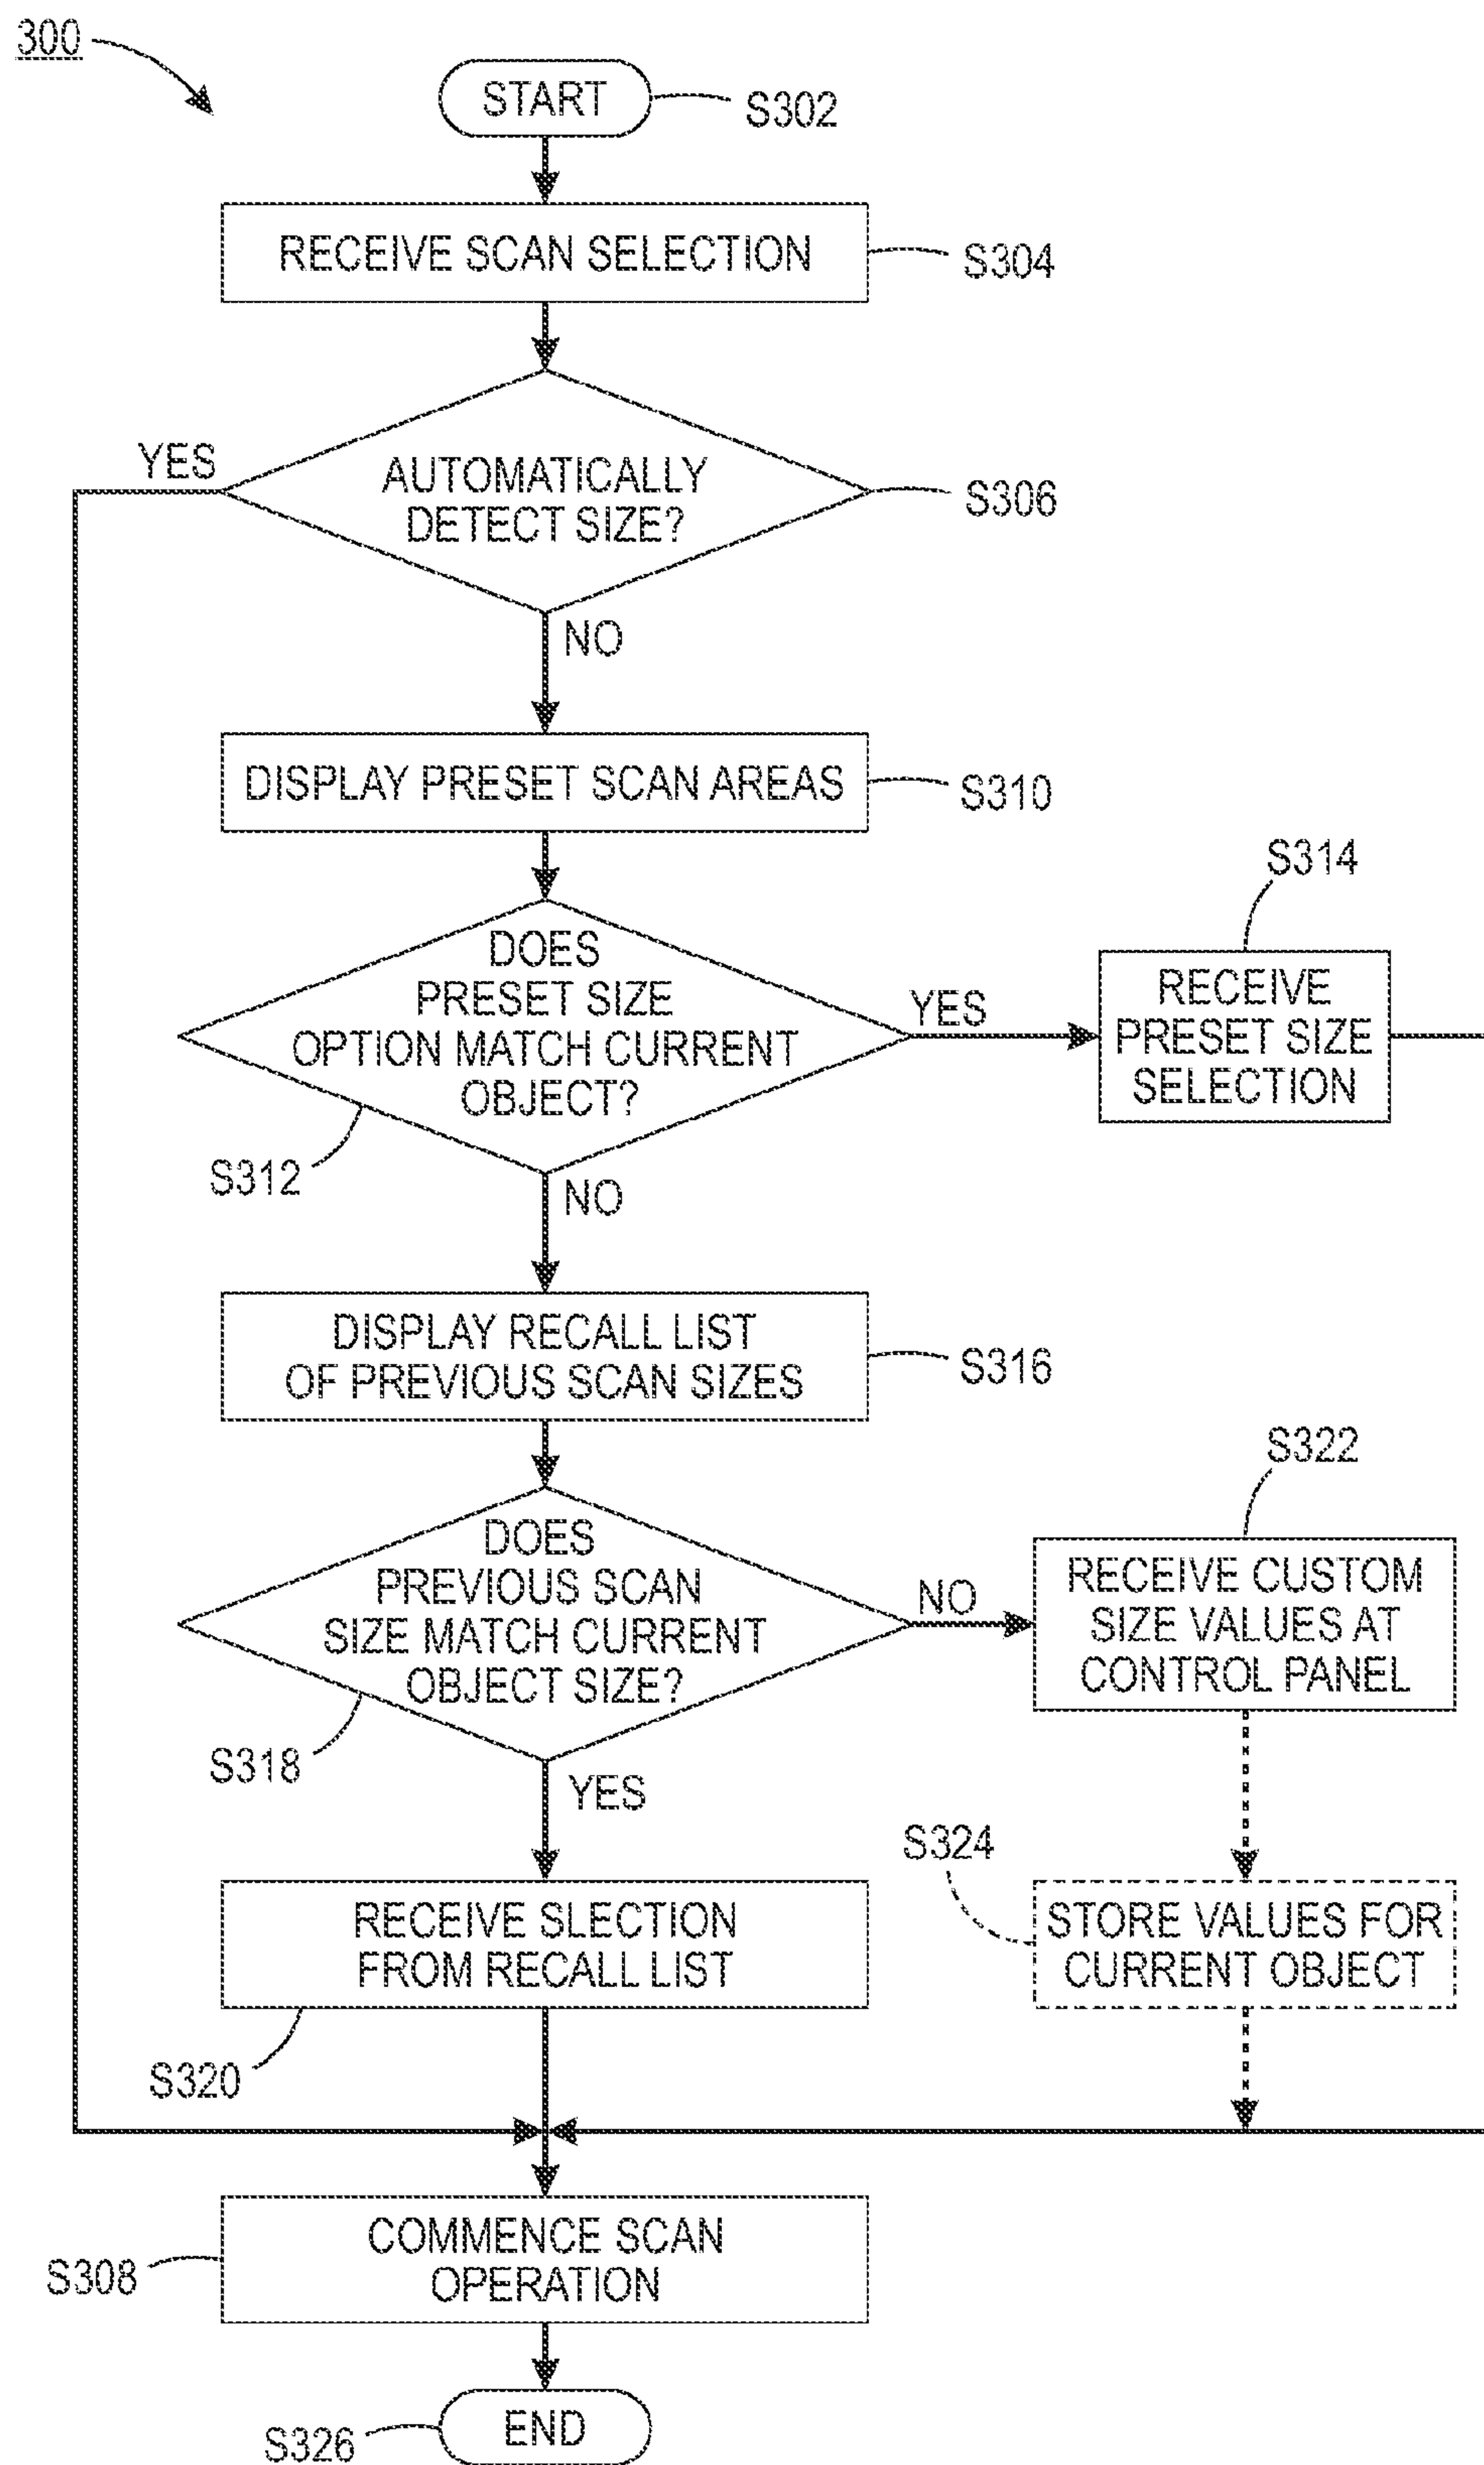 300
START
S302
RECEIVE SCAN SELECTION
S304
YES
AUTOMATICALLY
DETECT SIZE?
S306
NO
DISPLAY PRESET SCAN AREAS
S310
DOES
PRESET SIZE
OPTION MATCH CURRENT
OBJECT?
S312
YES
S314
RECEIVE
PRESET SIZE
SELECTION
NO
DISPLAY RECALL LIST
OF PREVIOUS SCAN SIZES
S316
DOES
PREVIOUS SCAN
SIZE MATCH CURRENT
OBJECT SIZE?
S318
NO
S322
RECEIVE CUSTOM
SIZE VALUES AT
CONTROL PANEL
YES
S324
STORE VALUES FOR
CURRENT OBJECT
RECEIVE SLECTION
FROM RECALL LIST
S320
COMMENCE SCAN
OPERATION
S308
END
S326